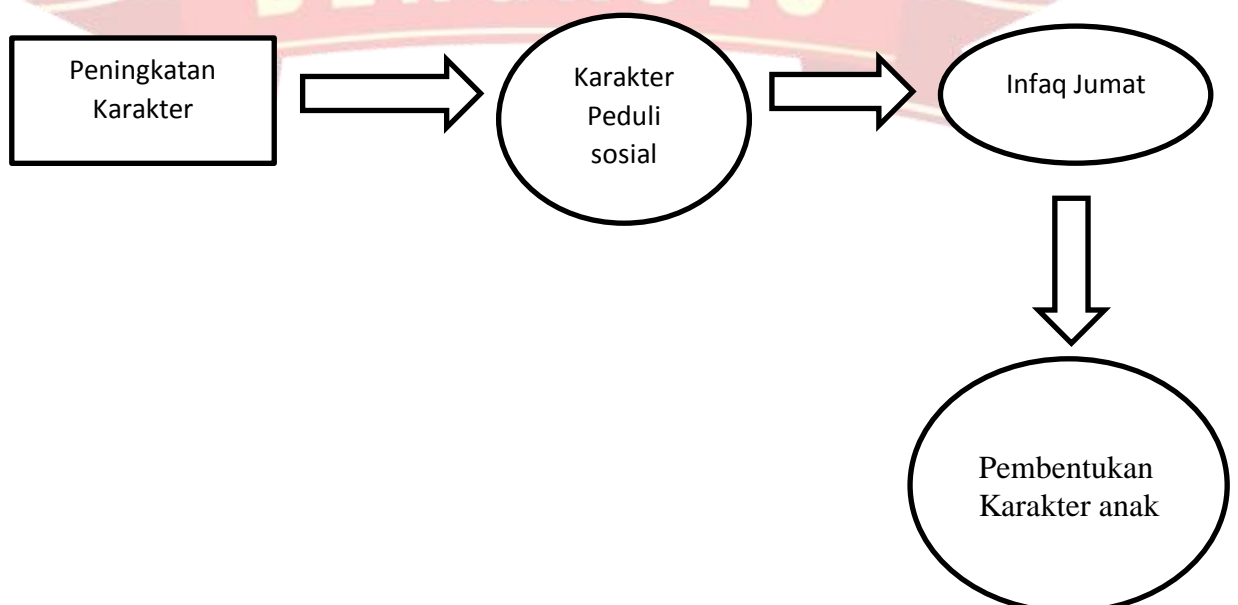 Peningkatan
Karakter
Karakter
Peduli
sosial
Infaq Jumat
Pembentukan
Karakter anak